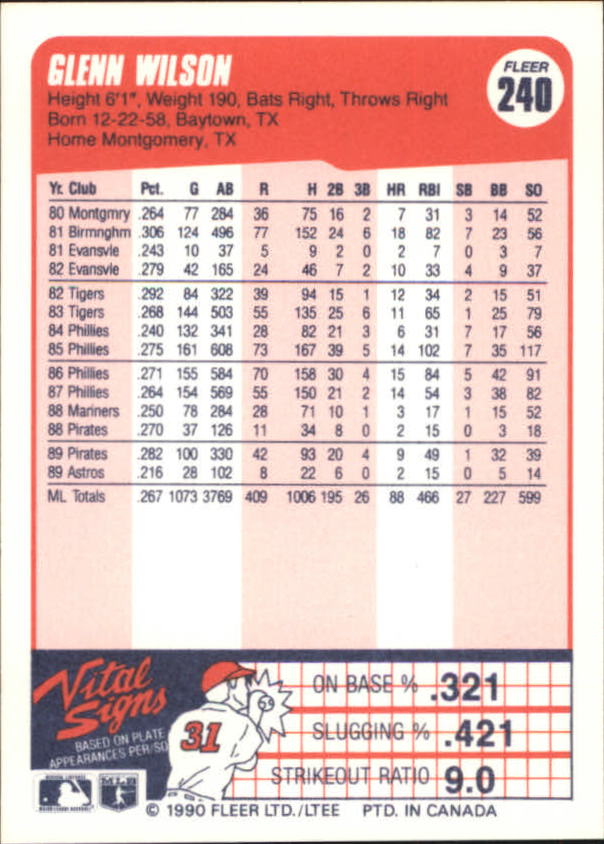 GLENN WILSON
FLEER
240
Height 6'1", Weight 190, Bats Right, Throws Right
Born 12-22-58, Baytown, TX
Home Montgomery, TX
Yr. Club Pct. G AB R H 2B 3B HR RBI SB BB SO
80 Montgmry .264 77 284 36 75 16 2 7 31 3 14 52
81 Birmnghm .306 124 496 77 152 24 6 18 82 7 23 56
81 Evansvle .243 10 37 5 9 2 0 2 7 0 3 7
82 Evansvle .279 42 165 24 46 7 2 10 33 4 9 37
82 Tigers .292 84 322 39 94 15 1 12 34 2 15 51
83 Tigers .268 144 503 55 135 25 6 11 65 1 25 79
84 Phillies .240 132 341 28 82 21 3 6 31 7 17 56
85 Phillies .275 161 608 73 167 39 5 14 102 7 35 117
86 Phillies .271 155 584 70 158 30 4 15 84 5 42 91
87 Phillies .264 154 569 55 150 21 2 14 54 3 38 82
88 Mariners .250 78 284 28 71 10 1 3 17 1 15 52
88 Pirates .270 37 126 11 34 8 0 2 15 0 3 18
89 Pirates .282 100 330 42 93 20 4 9 49 1 32 39
89 Astros .216 28 102 8 22 6 0 2 15 0 5 14
ML Totals .267 1073 3769 409 1006 195 26 88 466 27 227 599
Vital
Signs
BASED ON PLATE
APPEARANCES PER/SO
31
ON BASE % .321
SLUGGING % .421
STRIKEOUT RATIO 9.0
© 1990 FLEER LTD./LTEE PTD. IN CANADA